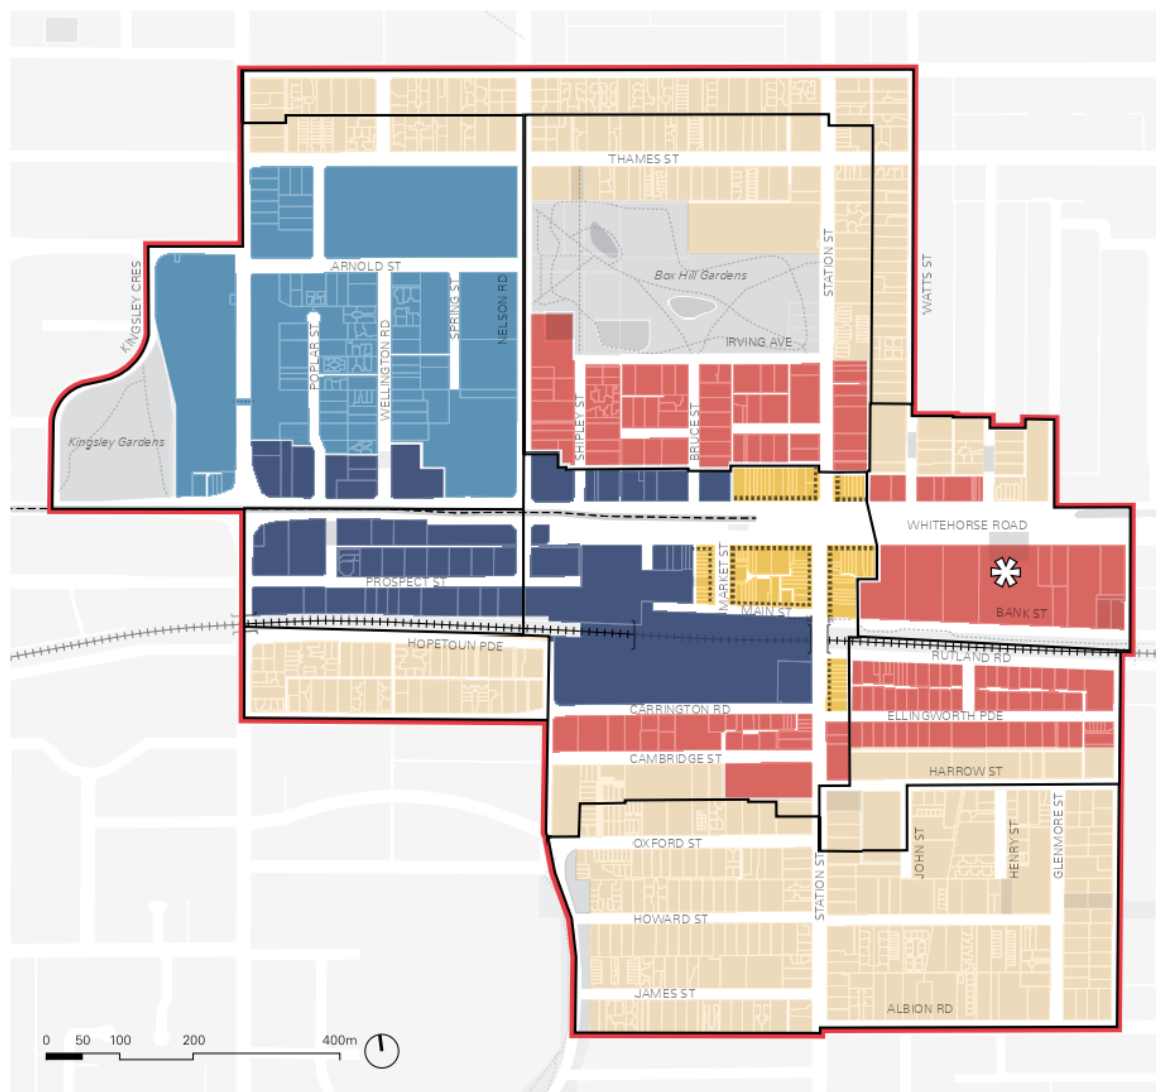 THAMES ST
STATION ST
WATTS ST
KINGSLEY CRES
ARNOLD ST
Box Hill Gardens
SPRING ST
NELSON RD
POPLAR ST
WELLINGTON RD
IRVING AVE
SHIPLEY ST
BRUCE ST
Kingsley Gardens
WHITEHORSE ROAD
MARKET ST
PROSPECT ST
MAIN ST
BANK ST
HOPETOUN PDE
RUTLAND RD
CARRINGTON RD
ELLINGWORTH PDE
CAMBRIDGE ST
HARROW ST
OXFORD ST
JOHN ST
HENRY ST
GLENMORE ST
STATION ST
HOWARD ST
JAMES ST
ALBION RD
0 50 100 200 400m